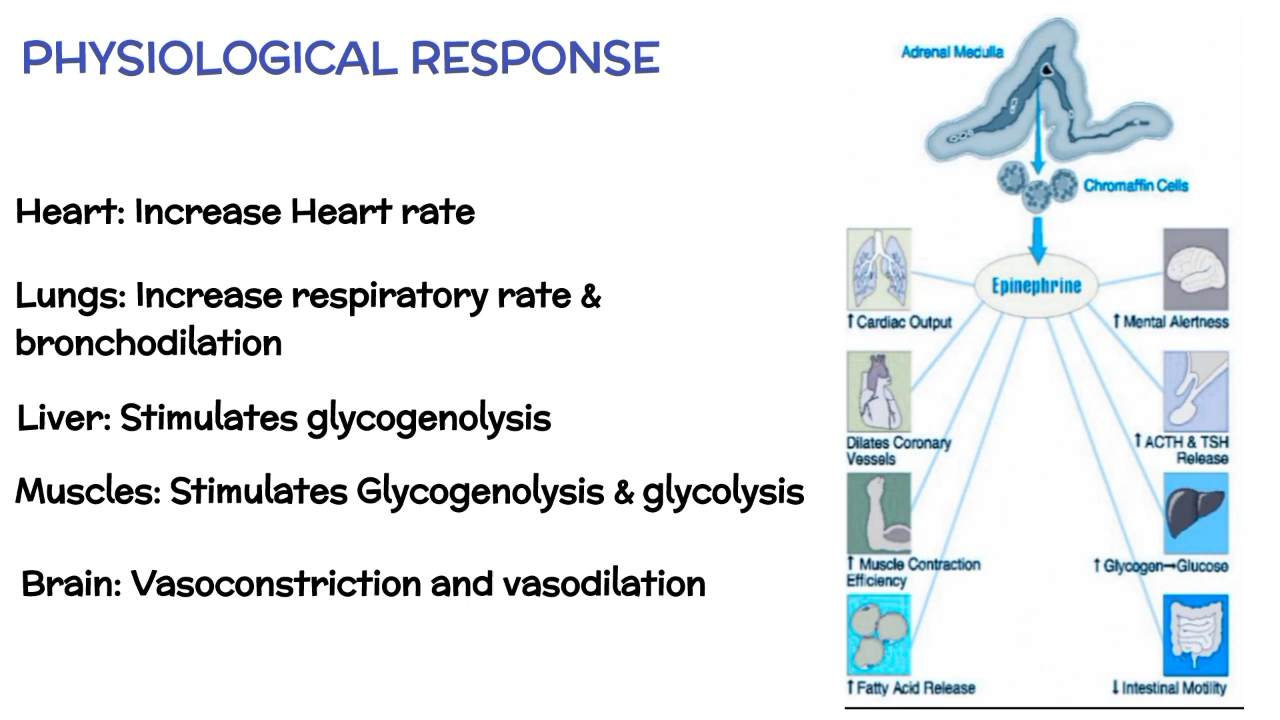 PHYSIOLOGICAL RESPONSE
Heart: Increase Heart rate
Lungs: Increase respiratory rate &
bronchodilation
Liver: Stimulates glycogenolysis
Muscles: Stimulates Glycogenolysis & glycolysis
Brain: Vasoconstriction and vasodilation
Adrenal Medulla
Chromaffin Cells
Epinephrine
↑ Cardiac Output
↑ Mental Alertness
Dilates Coronary
Vessels
↑ ACTH & TSH
Release
↑ Muscle Contraction
Efficiency
↑ Glycogen→Glucose
↑ Fatty Acid Release
↓ Intestinal Motility